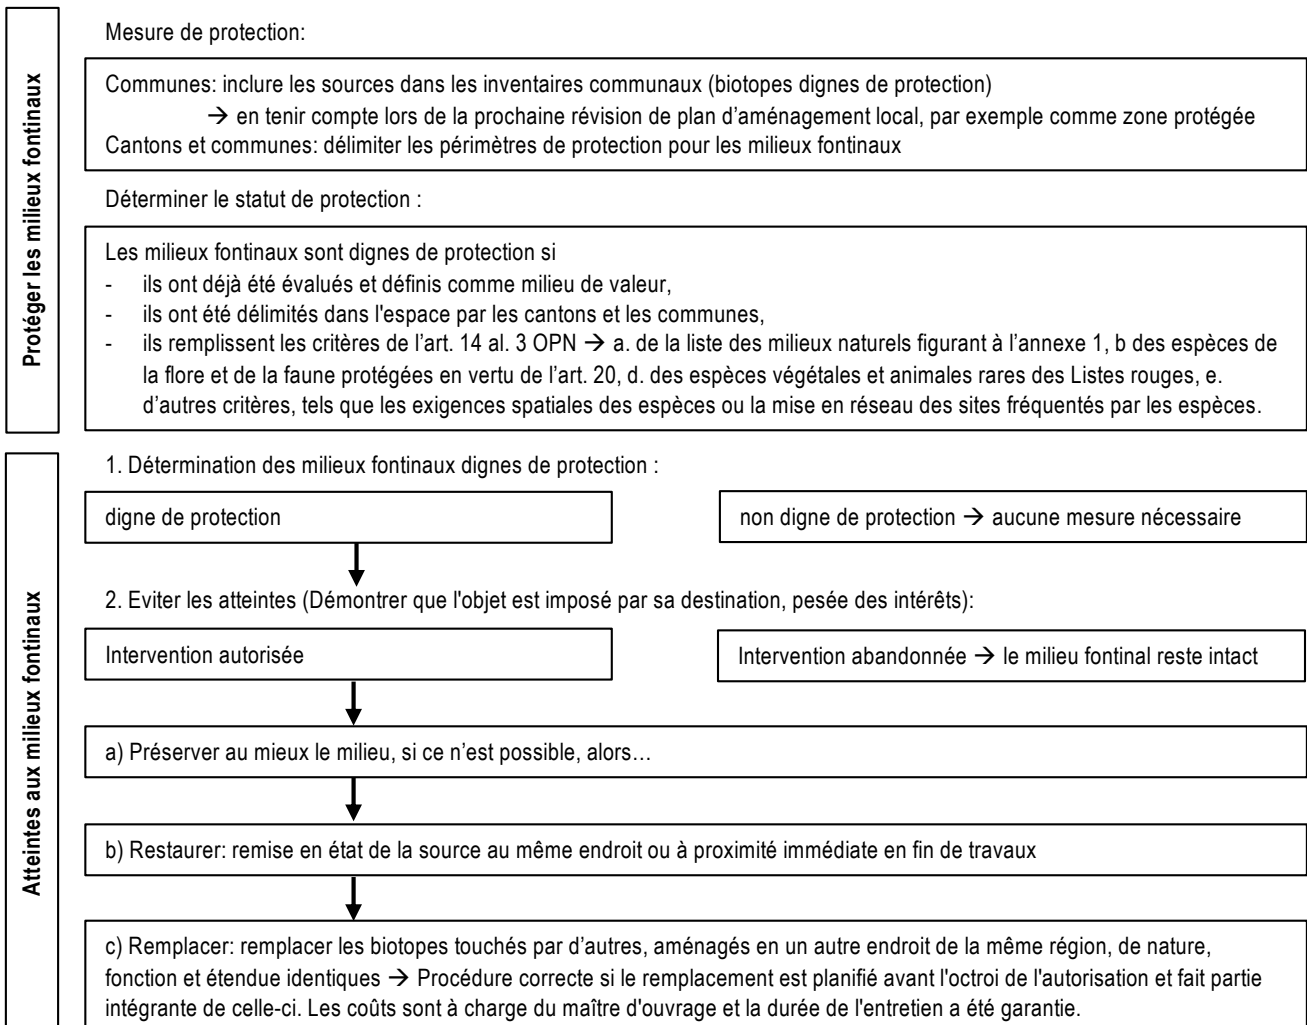 Protéger les milieux fontinaux
Mesure de protection:
Communes: inclure les sources dans les inventaires communaux (biotopes dignes de protection)
→ en tenir compte lors de la prochaine révision de plan d'aménagement local, par exemple comme zone protégée
Cantons et communes: délimiter les périmètres de protection pour les milieux fontinaux
Déterminer le statut de protection :
Les milieux fontinaux sont dignes de protection si
- ils ont déjà été évalués et définis comme milieu de valeur,
- ils ont été délimités dans l'espace par les cantons et les communes,
- ils remplissent les critères de l'art. 14 al. 3 OPN → a. de la liste des milieux naturels figurant à l'annexe 1, b des espèces de
la flore et de la faune protégées en vertu de l'art. 20, d. des espèces végétales et animales rares des Listes rouges, e.
d'autres critères, tels que les exigences spatiales des espèces ou la mise en réseau des sites fréquentés par les espèces.
Atteintes aux milieux fontinaux
1. Détermination des milieux fontinaux dignes de protection :
digne de protection
non digne de protection → aucune mesure nécessaire
2. Eviter les atteintes (Démontrer que l'objet est imposé par sa destination, pesée des intérêts):
Intervention autorisée
Intervention abandonnée → le milieu fontinal reste intact
a) Préserver au mieux le milieu, si ce n'est possible, alors…
b) Restaurer: remise en état de la source au même endroit ou à proximité immédiate en fin de travaux
c) Remplacer: remplacer les biotopes touchés par d'autres, aménagés en un autre endroit de la même région, de nature,
fonction et étendue identiques → Procédure correcte si le remplacement est planifié avant l'octroi de l'autorisation et fait partie
intégrante de celle-ci. Les coûts sont à charge du maître d'ouvrage et la durée de l'entretien a été garantie.